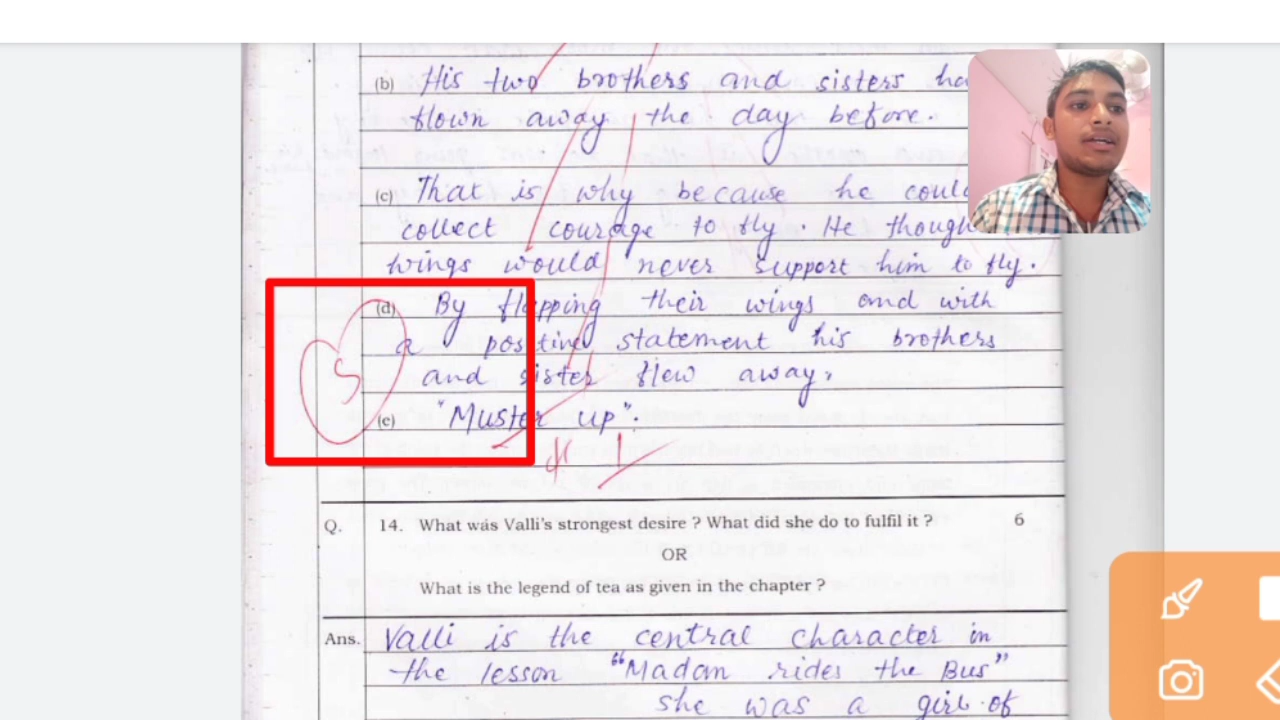 (b) His two brothers and sisters ha
flown away the day before.
(c) That is why because he coul
collect courage to fly. He though
wings would never support him to fly.
(d) By flapping their wings and with
a positive statement his brothers
and sister flew away.
(e) "Muster up".
5
1
Q. 14. What was Valli's strongest desire ? What did she do to fulfil it ? 6
OR
What is the legend of tea as given in the chapter ?
Ans. Valli is the central character in
the lesson "Madam rides the Bus"
she was a girl of